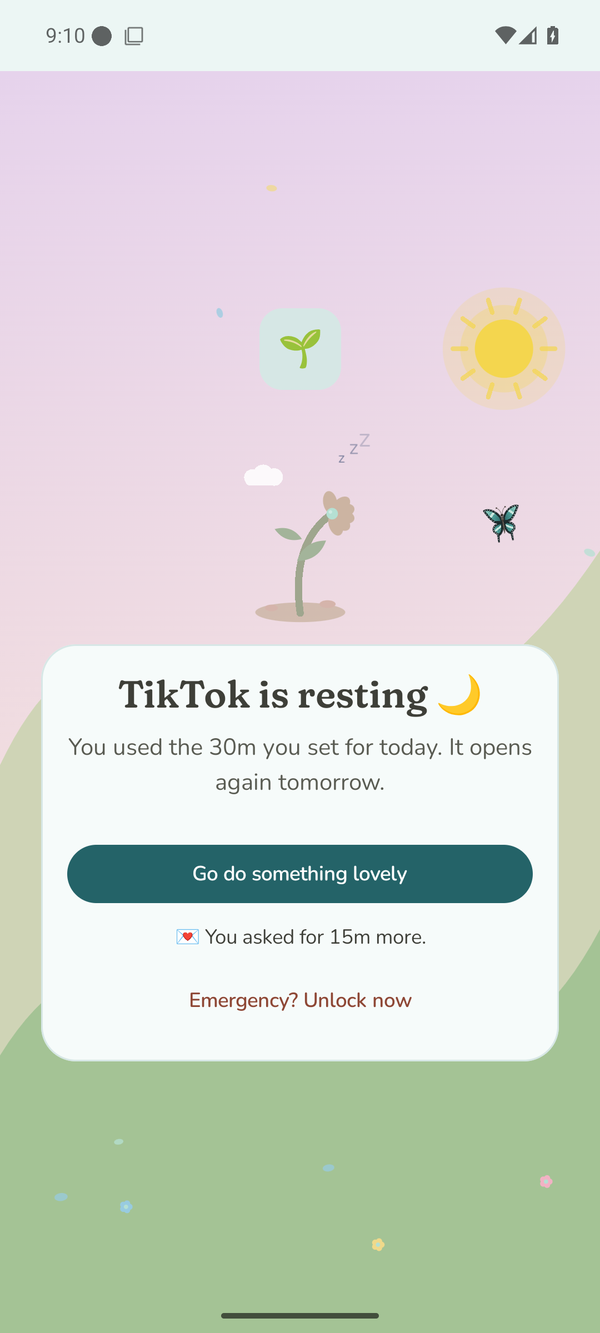 9:10
z z Z
TikTok is resting 🌙
You used the 30m you set for today. It opens
again tomorrow.
Go do something lovely
💌 You asked for 15m more.
Emergency? Unlock now